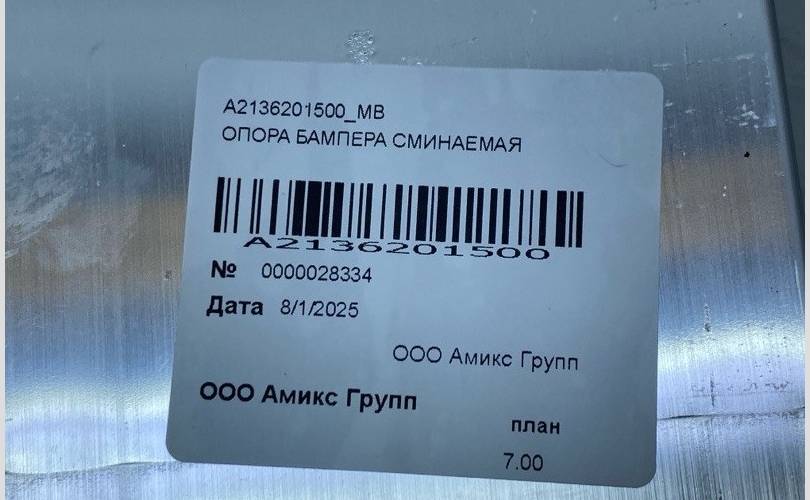 A2136201500_MB
ОПОРА БАМПЕРА СМИНАЕМАЯ
A2136201500
№ 0000028334
Дата 8/1/2025
ООО Амикс Групп
ООО Амикс Групп
план
7.00